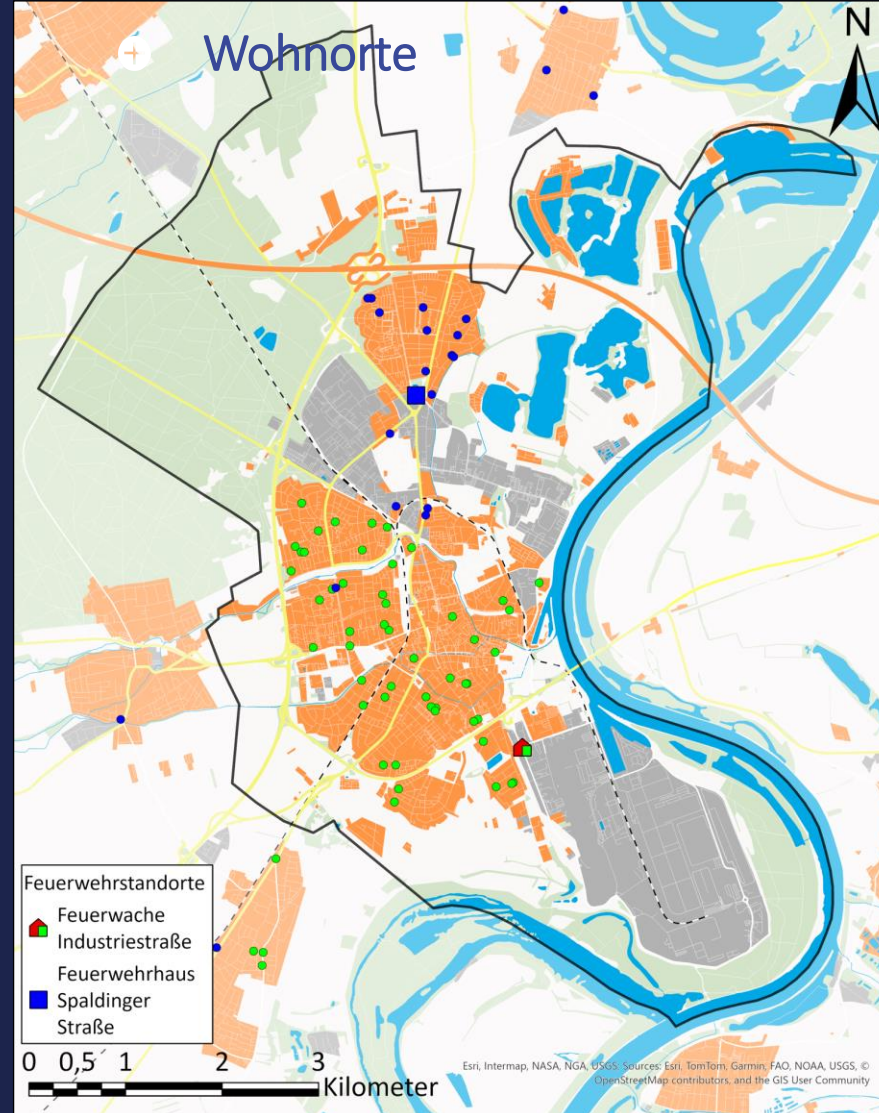 Wohnorte
N
Feuerwehrstandorte
Feuerwache
Industriestraße
Feuerwehrhaus
Spaldinger
Straße
0 0,5 1 2 3
Kilometer
Esri, Intermap, NASA, NGA, USGS; Sources: Esri, TomTom, Garmin, FAO, NOAA, USGS, ©
OpenStreetMap contributors, and the GIS User Community